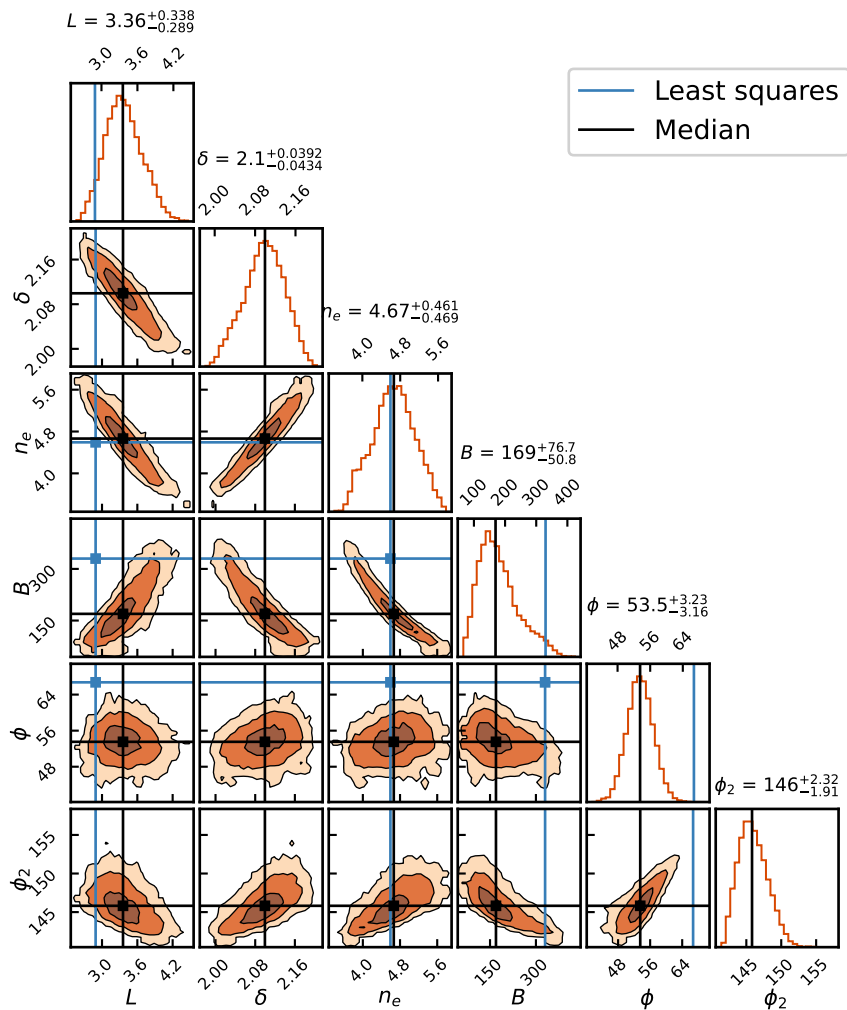 L = 3.36 +0.338 −0.289
3.0 3.6 4.2
Least squares
Median
δ = 2.1 +0.0392 −0.0434
2.00 2.08 2.16
δ
2.16
2.08
2.00
n_e = 4.67 +0.461 −0.469
4.0 4.8 5.6
n_e
5.6
4.8
4.0
B = 169 +76.7 −50.8
100 200 300 400
B
300
150
ϕ = 53.5 +3.23 −3.16
48 56 64
ϕ
64
56
48
ϕ₂ = 146 +2.32 −1.91
ϕ₂
155
150
145
3.0 3.6 4.2 2.00 2.08 2.16 4.0 4.8 5.6 150 300 48 56 64 145 150 155
L δ n_e B ϕ ϕ₂